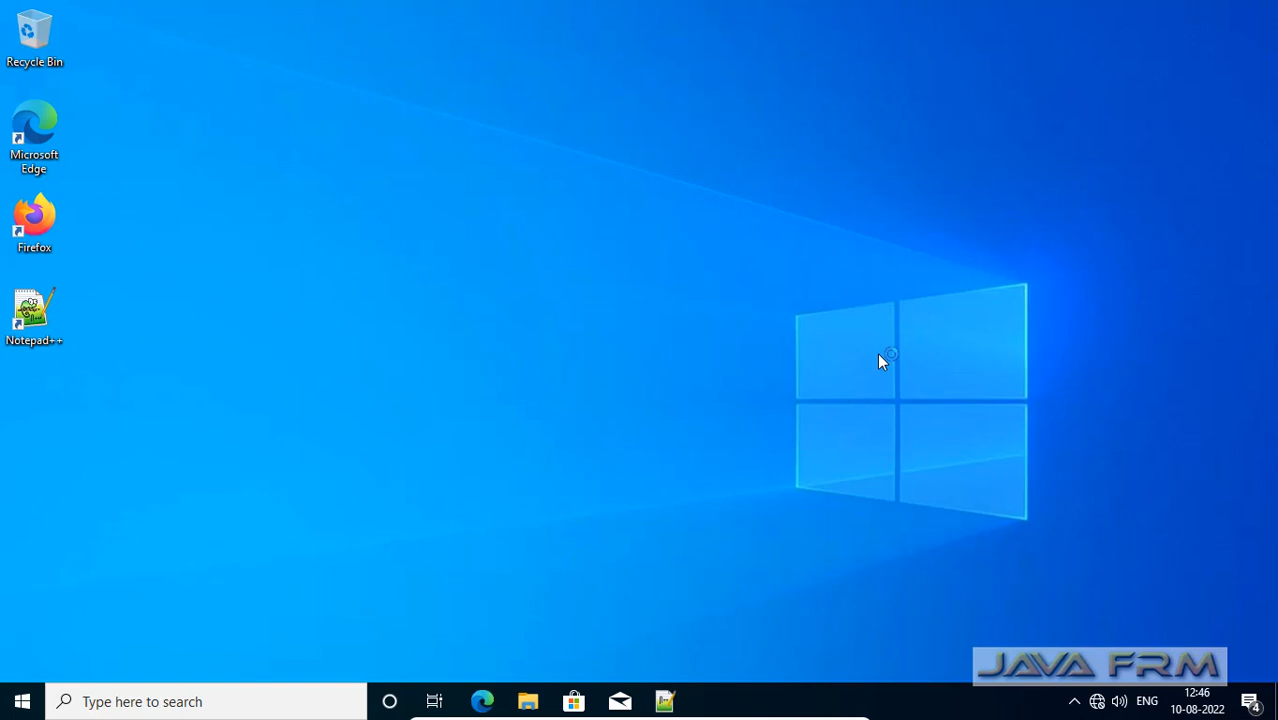 Recycle Bin
Microsoft
Edge
Firefox
Notepad++
JAVA FRM
Type here to search
ENG
12:46
10-08-2022
4